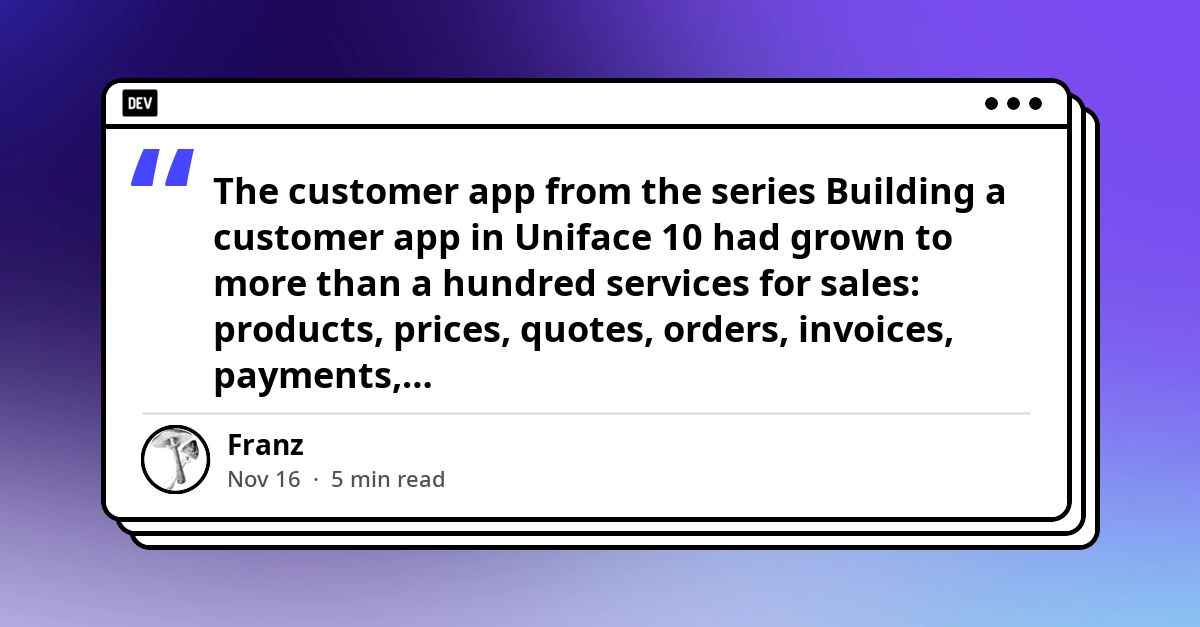 DEV
“
The customer app from the series Building a
customer app in Uniface 10 had grown to
more than a hundred services for sales:
products, prices, quotes, orders, invoices,
payments,...
Franz
Nov 16 · 5 min read